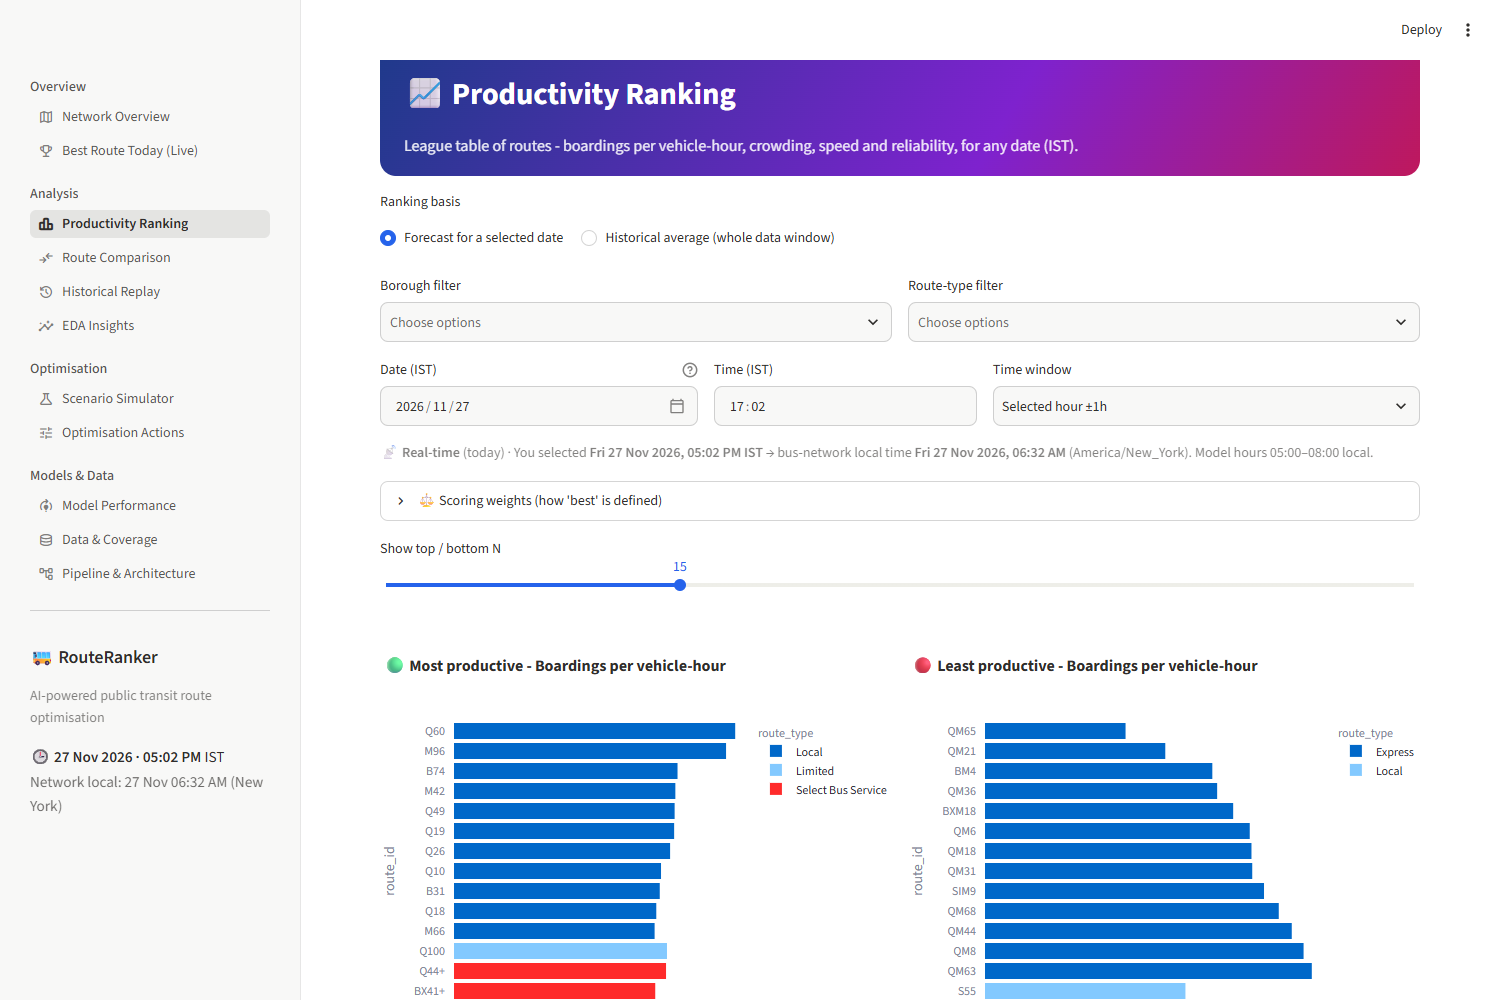 Deploy
Overview
Network Overview
Best Route Today (Live)
Analysis
Productivity Ranking
Route Comparison
Historical Replay
EDA Insights
Optimisation
Scenario Simulator
Optimisation Actions
Models & Data
Model Performance
Data & Coverage
Pipeline & Architecture
RouteRanker
AI-powered public transit route
optimisation
27 Nov 2026 · 05:02 PM IST
Network local: 27 Nov 06:32 AM (New
York)
Productivity Ranking
League table of routes - boardings per vehicle-hour, crowding, speed and reliability, for any date (IST).
Ranking basis
Forecast for a selected date
Historical average (whole data window)
Borough filter
Route-type filter
Choose options
Choose options
Date (IST)
Time (IST)
Time window
2026/11/27
17:02
Selected hour ±1h
Real-time (today) · You selected Fri 27 Nov 2026, 05:02 PM IST → bus-network local time Fri 27 Nov 2026, 06:32 AM (America/New_York). Model hours 05:00–08:00 local.
Scoring weights (how 'best' is defined)
Show top / bottom N
15
Most productive - Boardings per vehicle-hour
route_id
Q60
M96
B74
M42
Q49
Q19
Q26
Q10
B31
Q18
M66
Q100
Q44+
BX41+
route_type
Local
Limited
Select Bus Service
Least productive - Boardings per vehicle-hour
route_id
QM65
QM21
BM4
QM36
BXM18
QM6
QM18
QM31
SIM9
QM68
QM44
QM8
QM63
S55
route_type
Express
Local